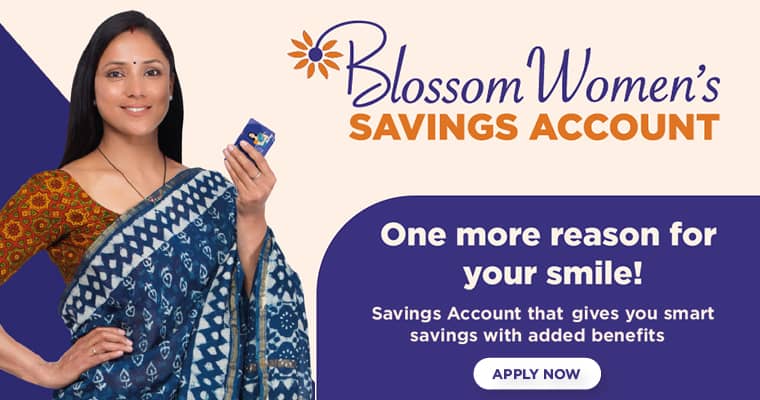 Blossom Women's
SAVINGS ACCOUNT
One more reason for
your smile!
Savings Account that gives you smart
savings with added benefits
APPLY NOW